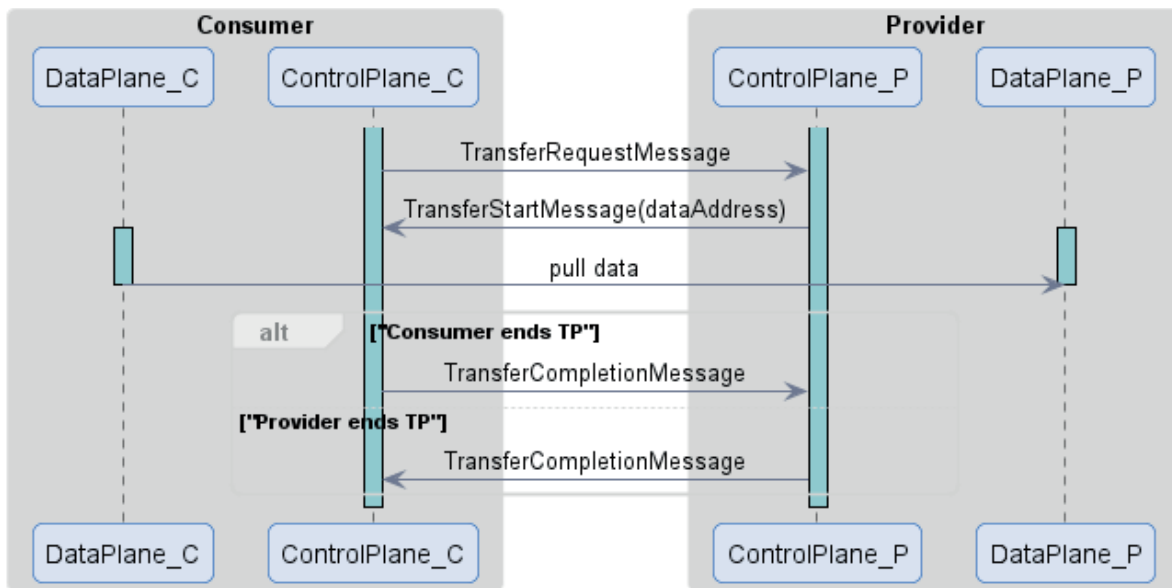 Consumer
Provider
DataPlane_C
ControlPlane_C
ControlPlane_P
DataPlane_P
TransferRequestMessage
TransferStartMessage(dataAddress)
pull data
alt
["Consumer ends TP"]
TransferCompletionMessage
["Provider ends TP"]
TransferCompletionMessage
DataPlane_C
ControlPlane_C
ControlPlane_P
DataPlane_P